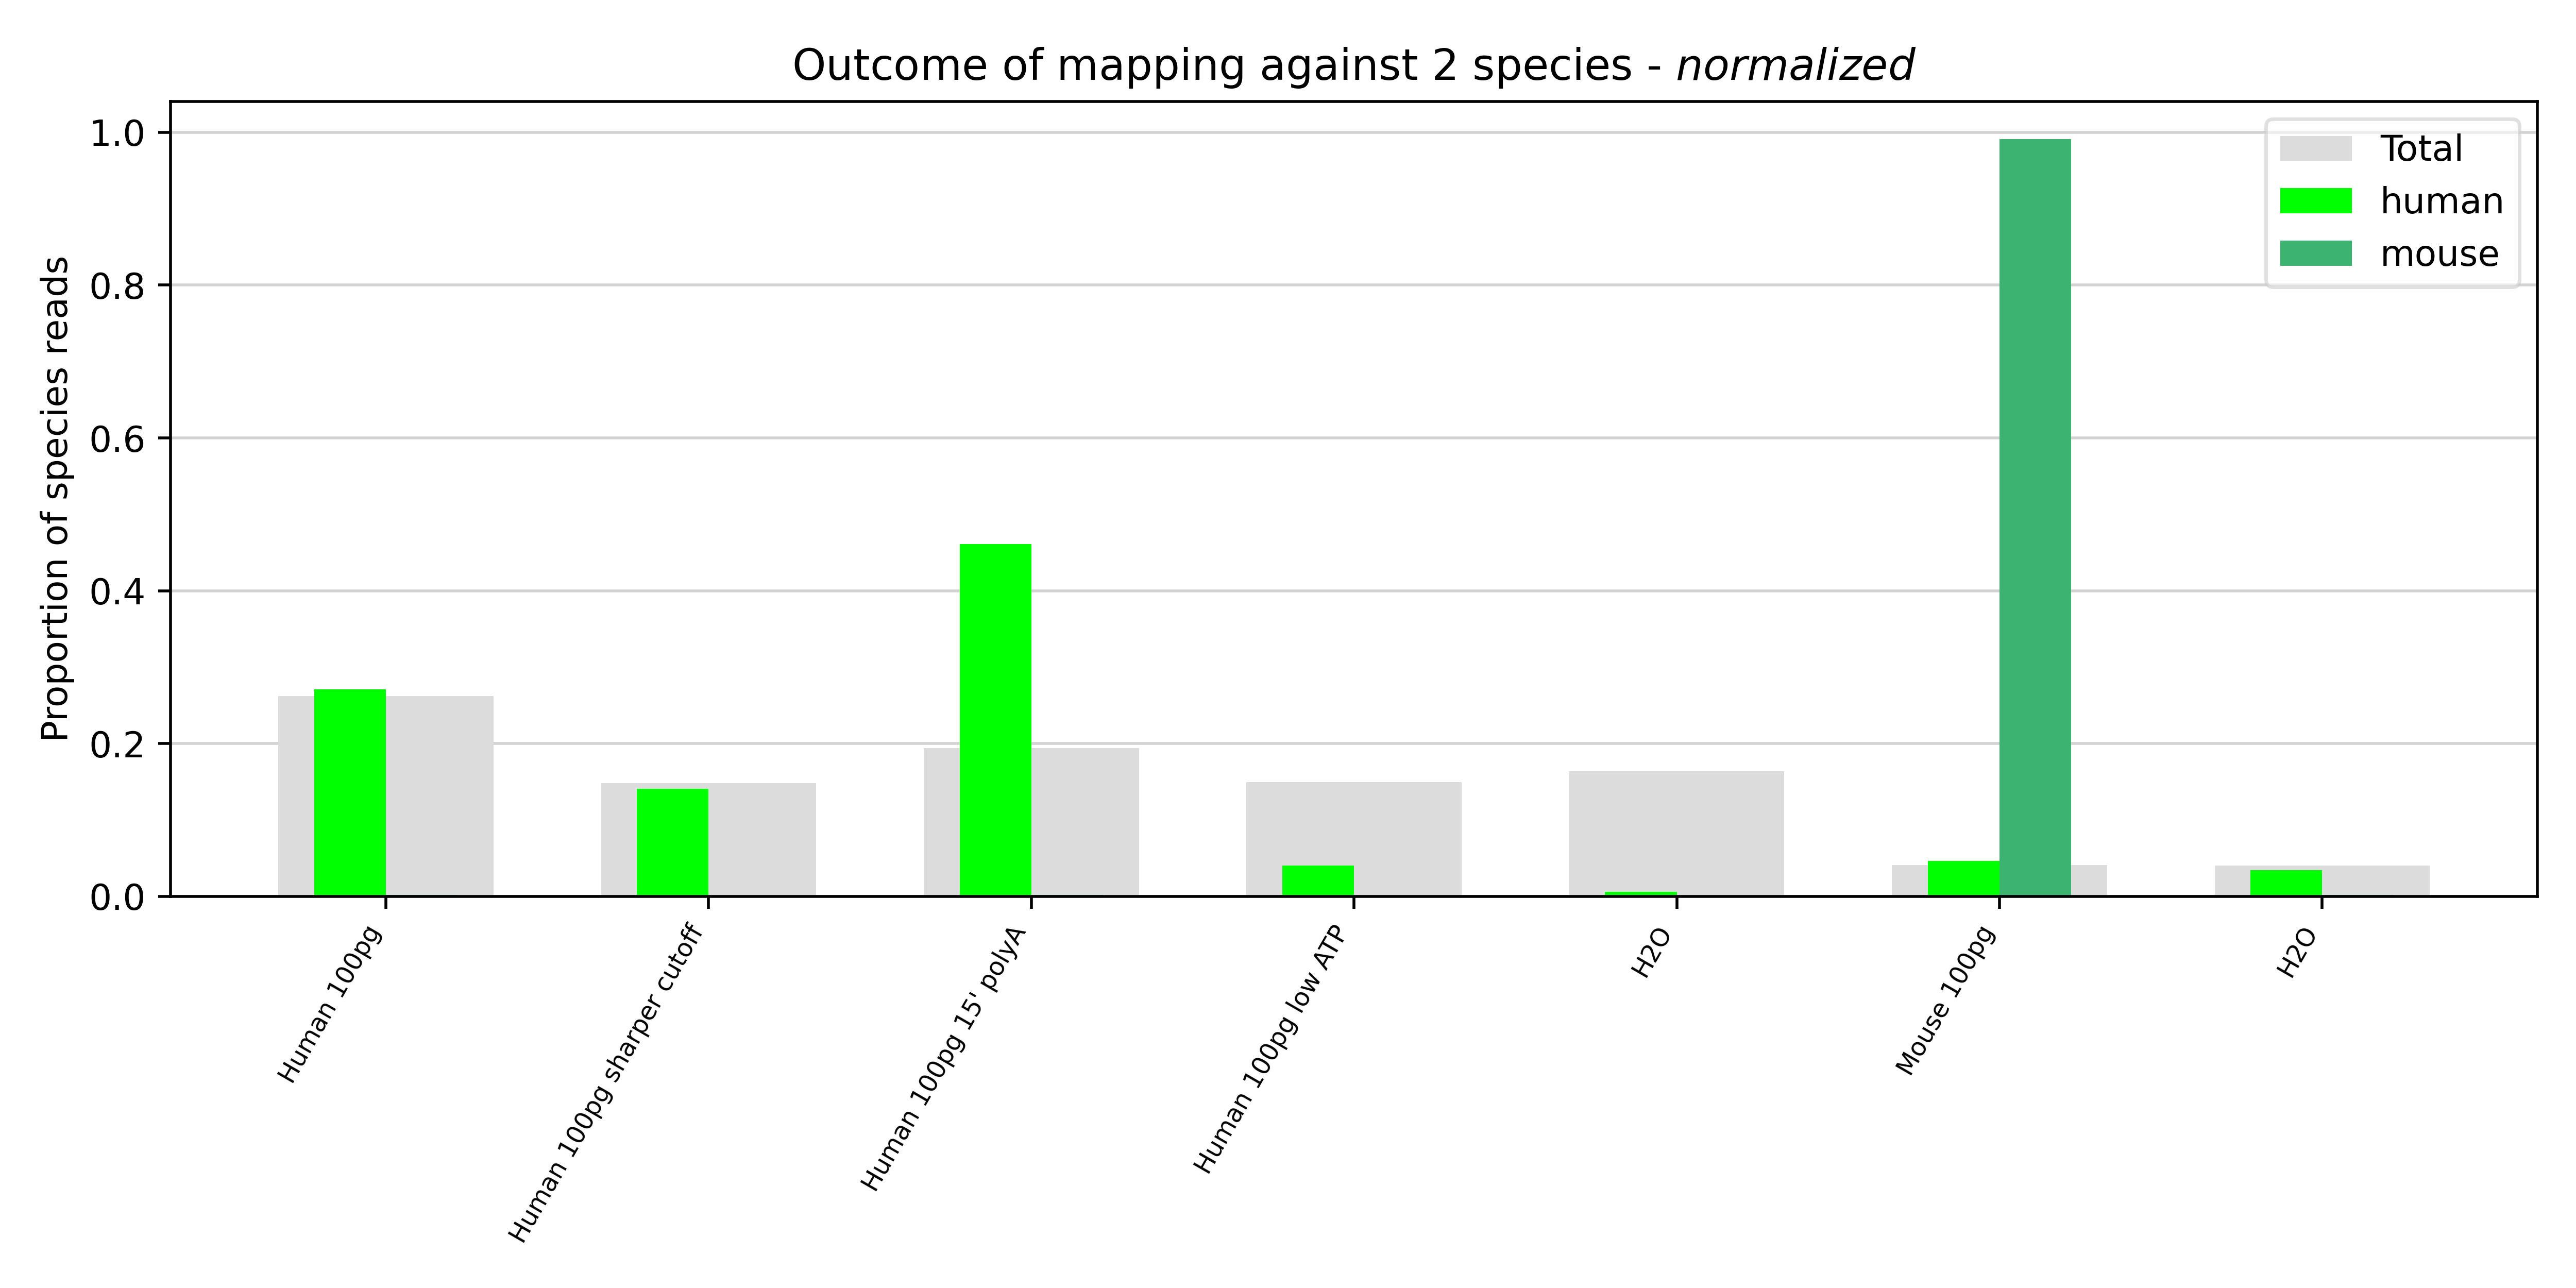 Outcome of mapping against 2 species - normalized
Proportion of species reads
1.0
0.8
0.6
0.4
0.2
0.0
Total
human
mouse
Human 100pg
Human 100pg sharper cutoff
Human 100pg 15' polyA
Human 100pg low ATP
H2O
Mouse 100pg
H2O